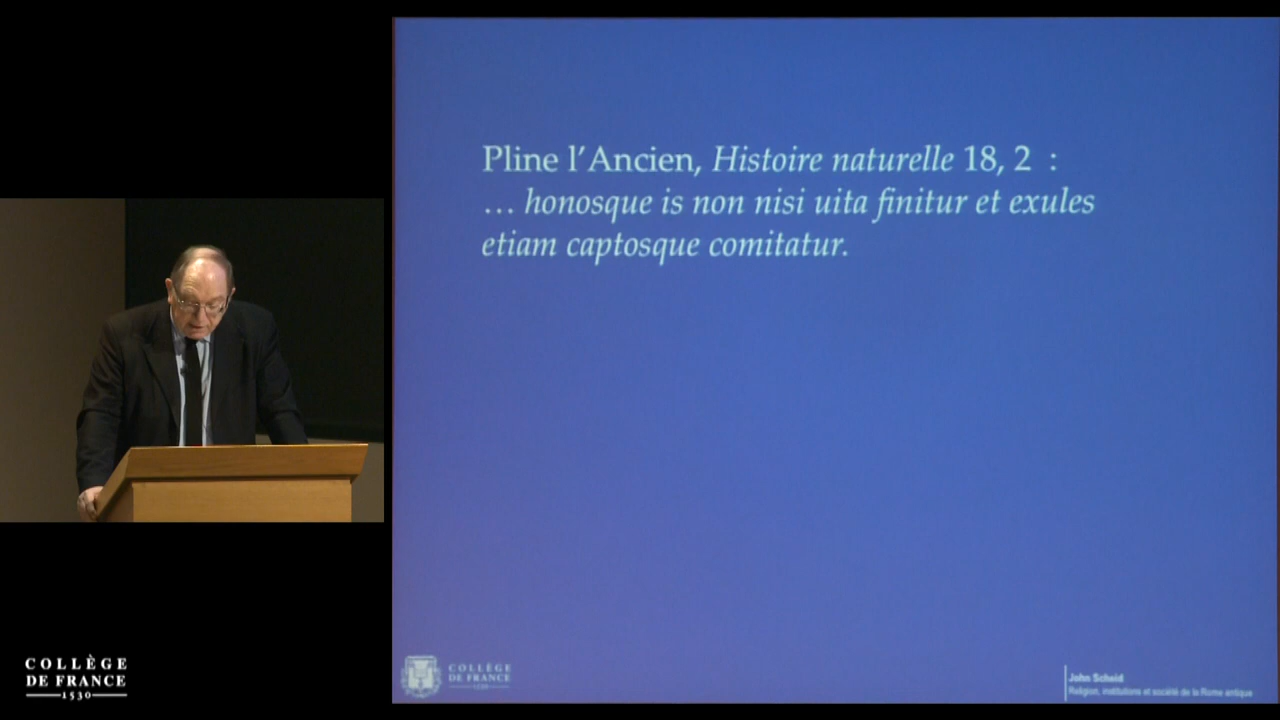 Pline l'Ancien, Histoire naturelle 18, 2 :
… honosque is non nisi uita finitur et exules
etiam captosque comitatur.
COLLÈGE
DE FRANCE
1530
COLLÈGE
DE FRANCE
1530
John Scheid
Religion, institutions et société de la Rome antique